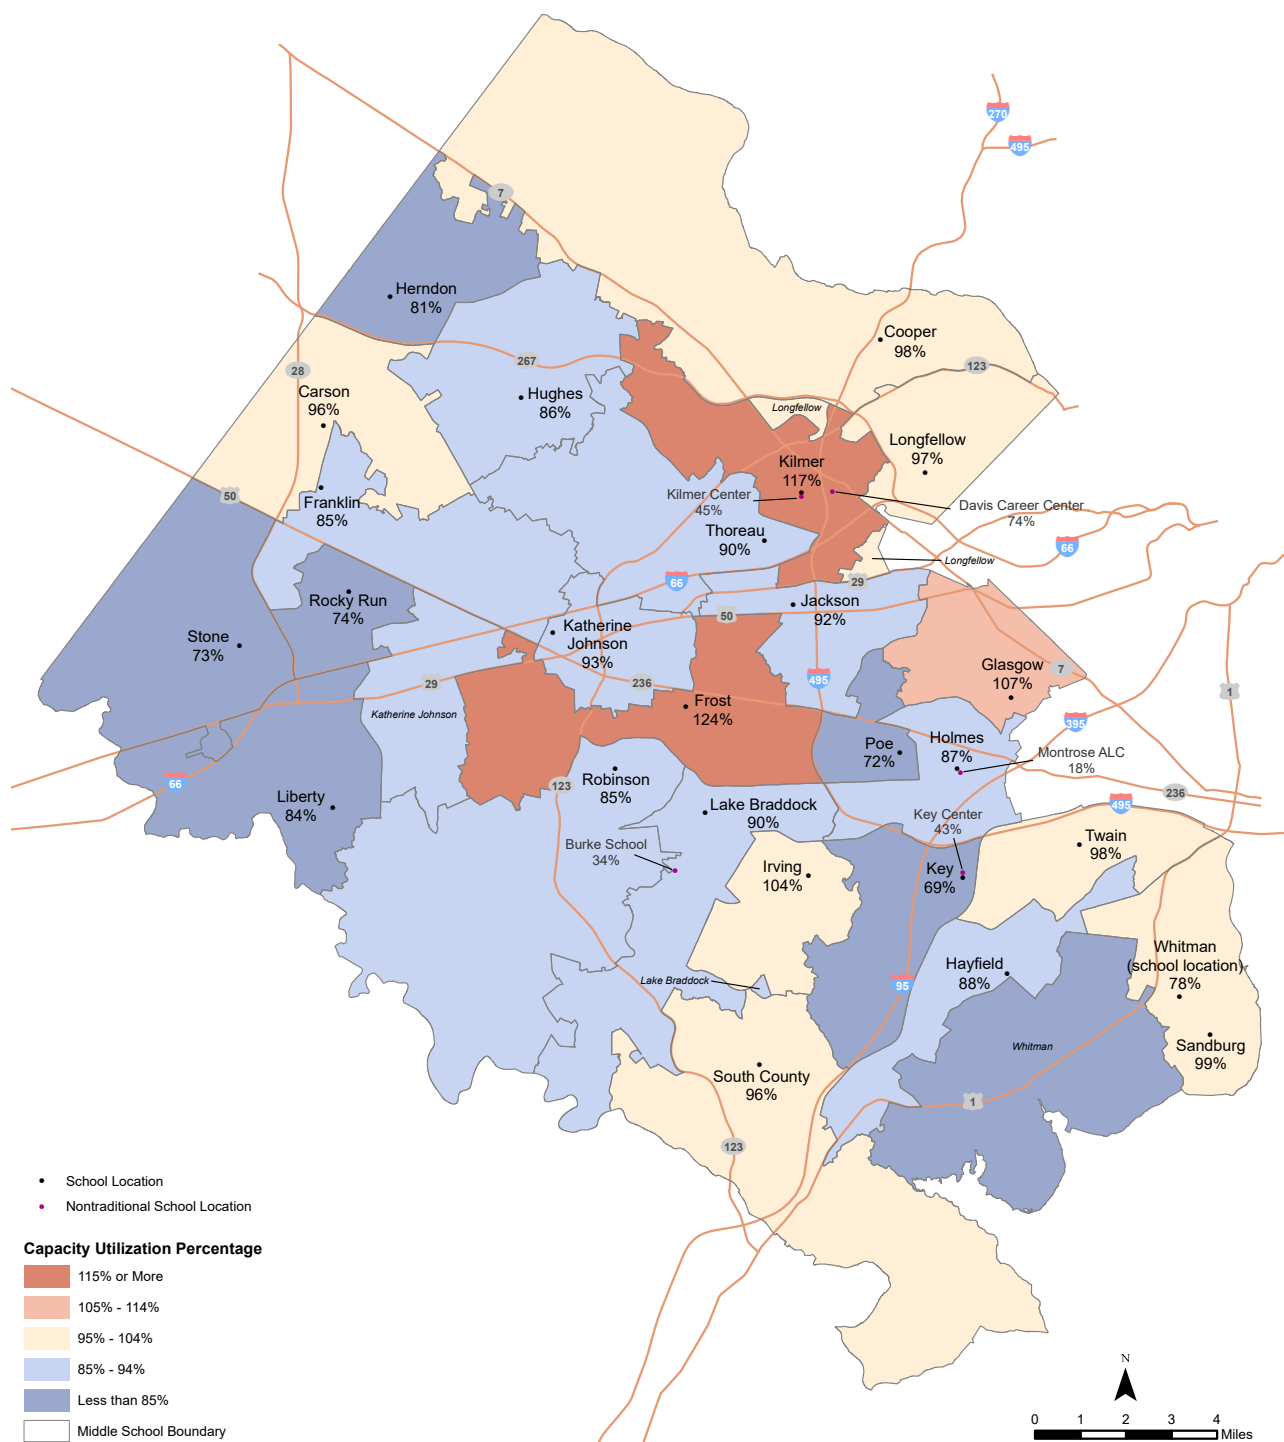 270
495
7
Herndon
81%
Cooper
98%
267
123
28
Carson
96%
Hughes
86%
Longfellow
Longfellow
97%
Kilmer
117%
Kilmer Center
45%
Davis Career Center
74%
50
Franklin
85%
Thoreau
90%
66
Longfellow
66
29
Rocky Run
74%
Jackson
92%
50
Stone
73%
Katherine
Johnson
93%
Glasgow
107%
7
29
236
495
1
Katherine Johnson
Frost
124%
395
Poe
72%
Holmes
87%
Montrose ALC
18%
66
Robinson
85%
123
236
Liberty
84%
Lake Braddock
90%
495
Key Center
43%
Burke School
34%
Twain
98%
Irving
104%
Key
69%
Whitman
(school location)
78%
Hayfield
88%
Lake Braddock
95
Whitman
Sandburg
99%
South County
96%
1
123
School Location
Nontraditional School Location
Capacity Utilization Percentage
115% or More
105% - 114%
95% - 104%
85% - 94%
Less than 85%
Middle School Boundary
N
0 1 2 3 4
Miles